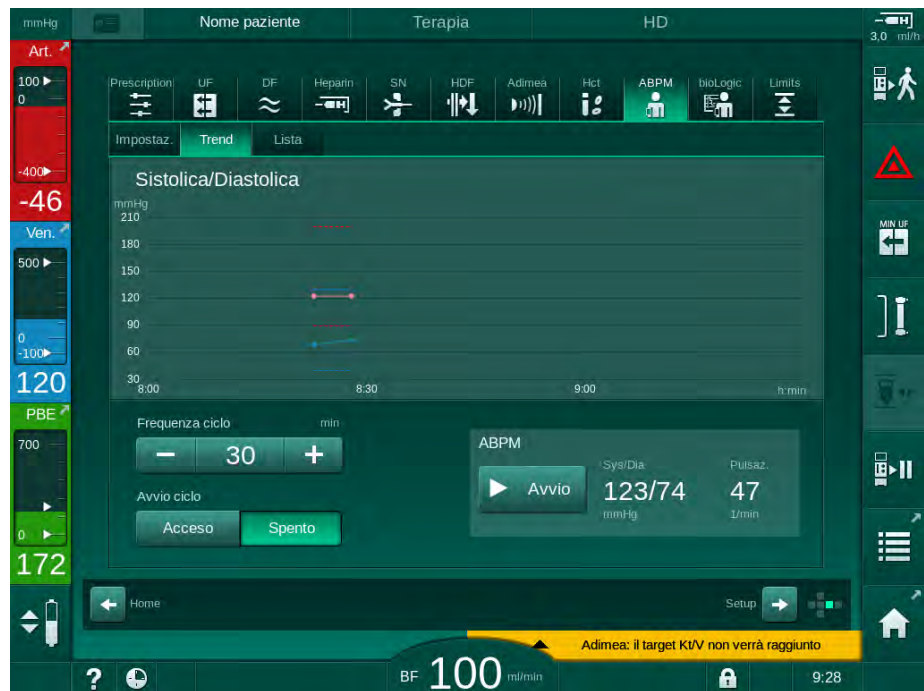 mmHg
Nome paziente
Terapia
HD
3,0 ml/h
Art.
100
0
-400
-46
Ven.
500
0
-100
120
PBE
700
0
172
Prescription
UF
DF
Heparin
SN
HDF
Adimea
Hct
ABPM
bioLogic
Limits
Impostaz.
Trend
Lista
Sistolica/Diastolica
mmHg
210
180
150
120
90
60
30
8:00
8:30
9:00
h:min
Frequenza ciclo
min
30
Avvio ciclo
Acceso
Spento
ABPM
Avvio
Sys/Dia
123/74
mmHg
Pulsaz.
47
1/min
MIN UF
Home
Setup
Adimea: il target Kt/V non verrà raggiunto
?
BF 100 ml/min
9:28